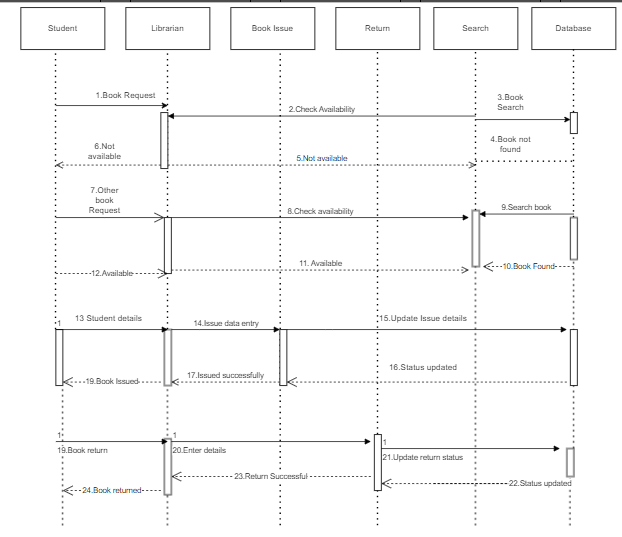 Student
Librarian
Book Issue
Return
Search
Database
1.Book Request
2.Check Availability
3.Book
Search
4.Book not
found
5.Not available
6.Not
available
7.Other
book
Request
8.Check availability
9.Search book
10.Book Found
11. Available
12.Available
1
13 Student details
14.Issue data entry
15.Update Issue details
16.Status updated
17.Issued successfully
19.Book Issued
1
19.Book return
1
20.Enter details
1
21.Update return status
22.Status updated
23.Return Successful
24.Book returned